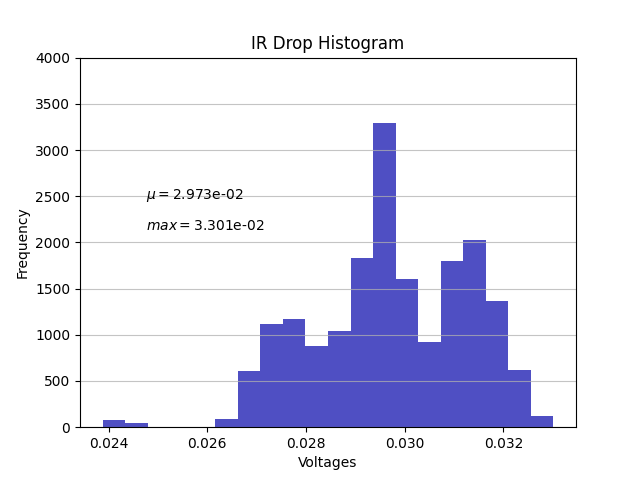 IR Drop Histogram
4000
3500
3000
2500
2000
1500
1000
500
0
Frequency
μ = 2.973e-02
max = 3.301e-02
0.024 0.026 0.028 0.030 0.032
Voltages